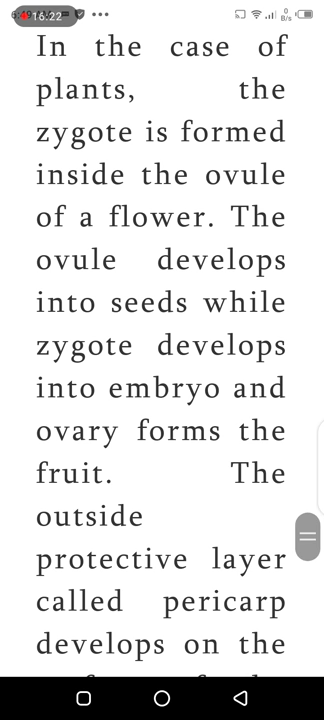 16:22
0
B/s
In the case of
plants, the
zygote is formed
inside the ovule
of a flower. The
ovule develops
into seeds while
zygote develops
into embryo and
ovary forms the
fruit. The
outside
protective layer
called pericarp
develops on the